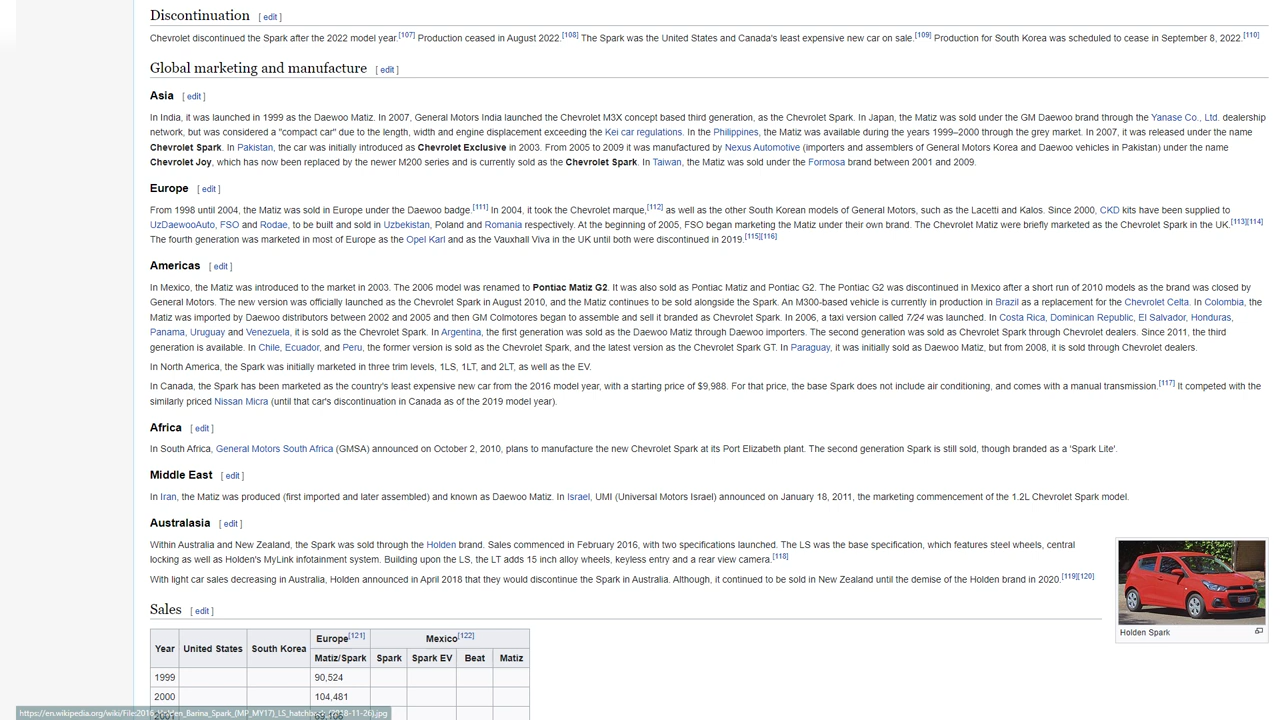 Discontinuation [ edit ]
Chevrolet discontinued the Spark after the 2022 model year.[107] Production ceased in August 2022.[108] The Spark was the United States and Canada's least expensive new car on sale.[109] Production for South Korea was scheduled to cease in September 8, 2022.[110]
Global marketing and manufacture [ edit ]
Asia [ edit ]
In India, it was launched in 1999 as the Daewoo Matiz. In 2007, General Motors India launched the Chevrolet M3X concept based third generation, as the Chevrolet Spark. In Japan, the Matiz was sold under the GM Daewoo brand through the Yanase Co., Ltd. dealership
network, but was considered a "compact car" due to the length, width and engine displacement exceeding the Kei car regulations. In the Philippines, the Matiz was available during the years 1999–2000 through the grey market. In 2007, it was released under the name
Chevrolet Spark. In Pakistan, the car was initially introduced as Chevrolet Exclusive in 2003. From 2005 to 2009 it was manufactured by Nexus Automotive (importers and assemblers of General Motors Korea and Daewoo vehicles in Pakistan) under the name
Chevrolet Joy, which has now been replaced by the newer M200 series and is currently sold as the Chevrolet Spark. In Taiwan, the Matiz was sold under the Formosa brand between 2001 and 2009.
Europe [ edit ]
From 1998 until 2004, the Matiz was sold in Europe under the Daewoo badge.[111] In 2004, it took the Chevrolet marque,[112] as well as the other South Korean models of General Motors, such as the Lacetti and Kalos. Since 2000, CKD kits have been supplied to
UzDaewooAuto, FSO and Rodae, to be built and sold in Uzbekistan, Poland and Romania respectively. At the beginning of 2005, FSO began marketing the Matiz under their own brand. The Chevrolet Matiz were briefly marketed as the Chevrolet Spark in the UK.[113][114]
The fourth generation was marketed in most of Europe as the Opel Karl and as the Vauxhall Viva in the UK until both were discontinued in 2019.[115][116]
Americas [ edit ]
In Mexico, the Matiz was introduced to the market in 2003. The 2006 model was renamed to Pontiac Matiz G2. It was also sold as Pontiac Matiz and Pontiac G2. The Pontiac G2 was discontinued in Mexico after a short run of 2010 models as the brand was closed by
General Motors. The new version was officially launched as the Chevrolet Spark in August 2010, and the Matiz continues to be sold alongside the Spark. An M300-based vehicle is currently in production in Brazil as a replacement for the Chevrolet Celta. In Colombia, the
Matiz was imported by Daewoo distributors between 2002 and 2005 and then GM Colmotores began to assemble and sell it branded as Chevrolet Spark. In 2006, a taxi version called 7/24 was launched. In Costa Rica, Dominican Republic, El Salvador, Honduras,
Panama, Uruguay and Venezuela, it is sold as the Chevrolet Spark. In Argentina, the first generation was sold as the Daewoo Matiz through Daewoo importers. The second generation was sold as Chevrolet Spark through Chevrolet dealers. Since 2011, the third
generation is available. In Chile, Ecuador, and Peru, the former version is sold as the Chevrolet Spark, and the latest version as the Chevrolet Spark GT. In Paraguay, it was initially sold as Daewoo Matiz, but from 2008, it is sold through Chevrolet dealers.
In North America, the Spark was initially marketed in three trim levels, 1LS, 1LT, and 2LT, as well as the EV.
In Canada, the Spark has been marketed as the country's least expensive new car from the 2016 model year, with a starting price of $9,988. For that price, the base Spark does not include air conditioning, and comes with a manual transmission.[117] It competed with the
similarly priced Nissan Micra (until that car's discontinuation in Canada as of the 2019 model year).
Africa [ edit ]
In South Africa, General Motors South Africa (GMSA) announced on October 2, 2010, plans to manufacture the new Chevrolet Spark at its Port Elizabeth plant. The second generation Spark is still sold, though branded as a 'Spark Lite'.
Middle East [ edit ]
In Iran, the Matiz was produced (first imported and later assembled) and known as Daewoo Matiz. In Israel, UMI (Universal Motors Israel) announced on January 18, 2011, the marketing commencement of the 1.2L Chevrolet Spark model.
Australasia [ edit ]
Within Australia and New Zealand, the Spark was sold through the Holden brand. Sales commenced in February 2016, with two specifications launched. The LS was the base specification, which features steel wheels, central
locking as well as Holden's MyLink infotainment system. Building upon the LS, the LT adds 15 inch alloy wheels, keyless entry and a rear view camera.[118]
With light car sales decreasing in Australia, Holden announced in April 2018 that they would discontinue the Spark in Australia. Although, it continued to be sold in New Zealand until the demise of the Holden brand in 2020.[119][120]
Holden Spark
Sales [ edit ]
Year United States South Korea Europe[121] Mexico[122]
Matiz/Spark Spark Spark EV Beat Matiz
1999 90,524
2000 104,481
2001